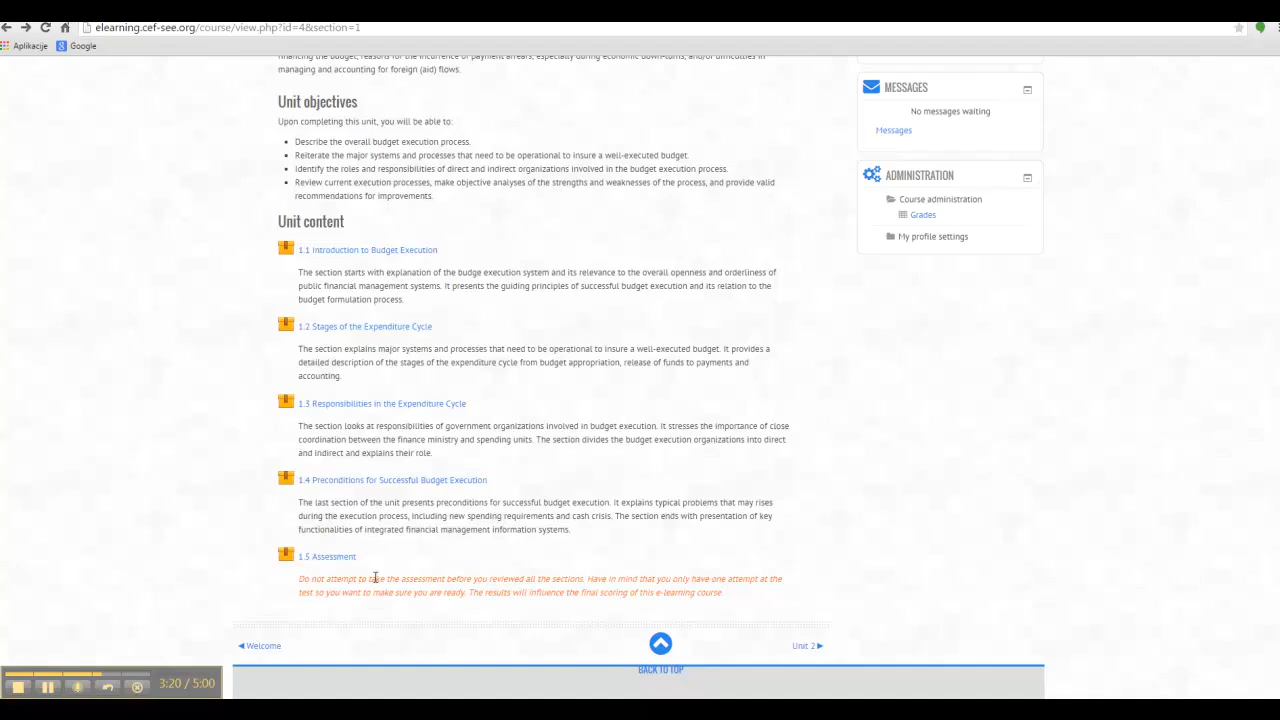 elearning.cef-see.org/course/view.php?id=4&section=1
Aplikacije Google
financing the budget, reasons for the incurrence of payment arrears, especially during economic down-turns, and/or difficulties in
managing and accounting for foreign (aid) flows.
Unit objectives
Upon completing this unit, you will be able to:
Describe the overall budget execution process.
Reiterate the major systems and processes that need to be operational to insure a well-executed budget.
Identify the roles and responsibilities of direct and indirect organizations involved in the budget execution process.
Review current execution processes, make objective analyses of the strengths and weaknesses of the process, and provide valid
recommendations for improvements.
Unit content
1.1 Introduction to Budget Execution
The section starts with explanation of the budge execution system and its relevance to the overall openness and orderliness of
public financial management systems. It presents the guiding principles of successful budget execution and its relation to the
budget formulation process.
1.2 Stages of the Expenditure Cycle
The section explains major systems and processes that need to be operational to insure a well-executed budget. It provides a
detailed description of the stages of the expenditure cycle from budget appropriation, release of funds to payments and
accounting.
1.3 Responsibilities in the Expenditure Cycle
The section looks at responsibilities of government organizations involved in budget execution. It stresses the importance of close
coordination between the finance ministry and spending units. The section divides the budget execution organizations into direct
and indirect and explains their role.
1.4 Preconditions for Successful Budget Execution
The last section of the unit presents preconditions for successful budget execution. It explains typical problems that may rises
during the execution process, including new spending requirements and cash crisis. The section ends with presentation of key
functionalities of integrated financial management information systems.
1.5 Assessment
Do not attempt to take the assessment before you reviewed all the sections. Have in mind that you only have one attempt at the
test so you want to make sure you are ready. The results will influence the final scoring of this e-learning course.
◀ Welcome
Unit 2 ▶
BACK TO TOP
MESSAGES
No messages waiting
Messages
ADMINISTRATION
Course administration
Grades
My profile settings
3:20 / 5:00